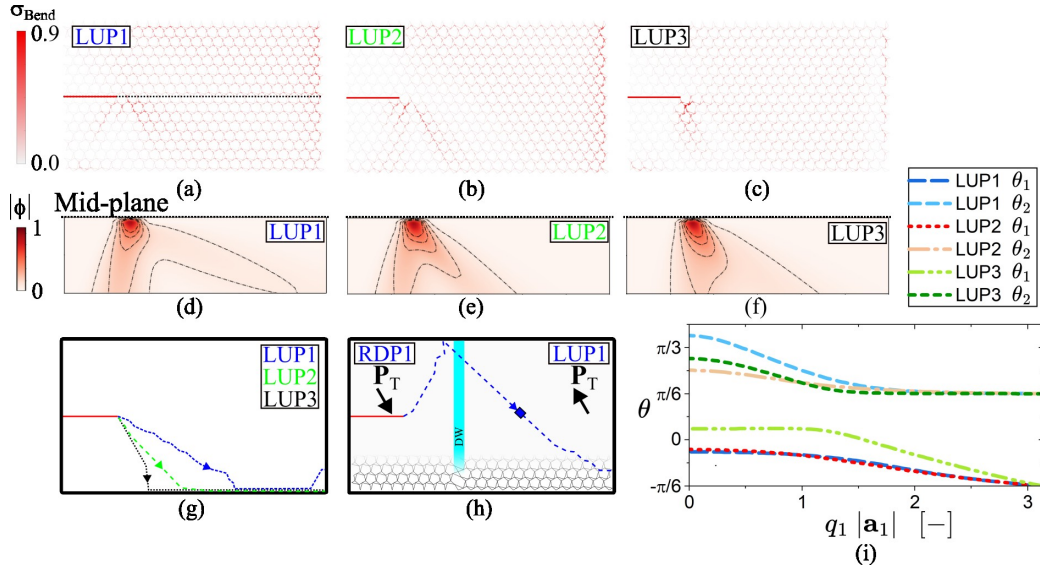 σBend
0.9
0.0
LUP1
LUP2
LUP3
(a)
(b)
(c)
|ϕ|
1
0
Mid-plane
LUP1
LUP2
LUP3
(d)
(e)
(f)
LUP1 θ1
LUP1 θ2
LUP2 θ1
LUP2 θ2
LUP3 θ1
LUP3 θ2
LUP1
LUP2
LUP3
(g)
RDP1
PT
LUP1
PT
DW
(h)
θ
π/3
π/6
0
-π/6
0 1 2 3
q1 |a1| [−]
(i)